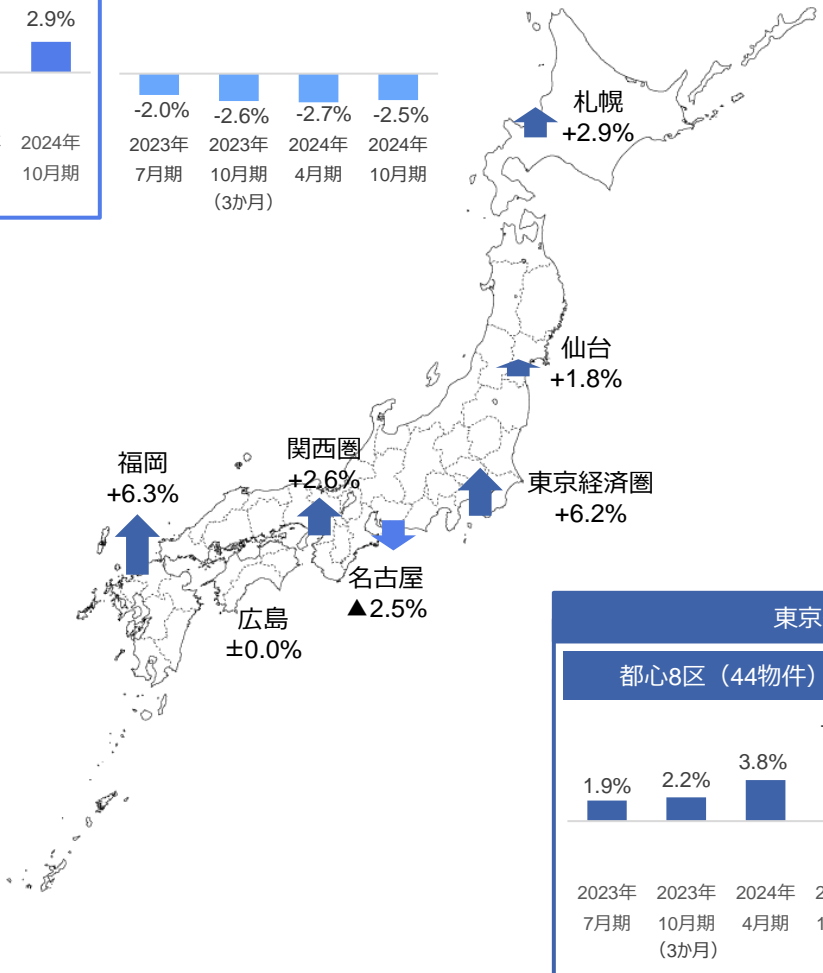 2.9%
2024年
10月期
-2.0%
-2.6%
-2.7%
-2.5%
2023年
7月期
2023年
10月期
（3か月）
2024年
4月期
2024年
10月期
札幌
+2.9%
仙台
+1.8%
東京経済圏
+6.2%
関西圏
+2.6%
福岡
+6.3%
名古屋
▲2.5%
広島
±0.0%
東京
都心8区（44物件）
1.9%
2.2%
3.8%
2023年
7月期
2023年
10月期
（3か月）
2024年
4月期